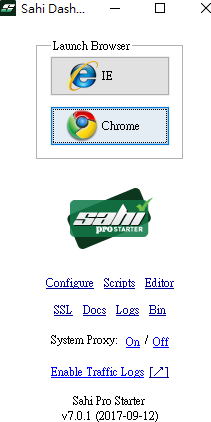 Sahi Dash...
Launch Browser
IE
Chrome
sahi
pro STARTER
Configure Scripts Editor
SSL Docs Logs Bin
System Proxy: On / Off
Enable Traffic Logs [↗]
Sahi Pro Starter
v7.0.1 (2017-09-12)